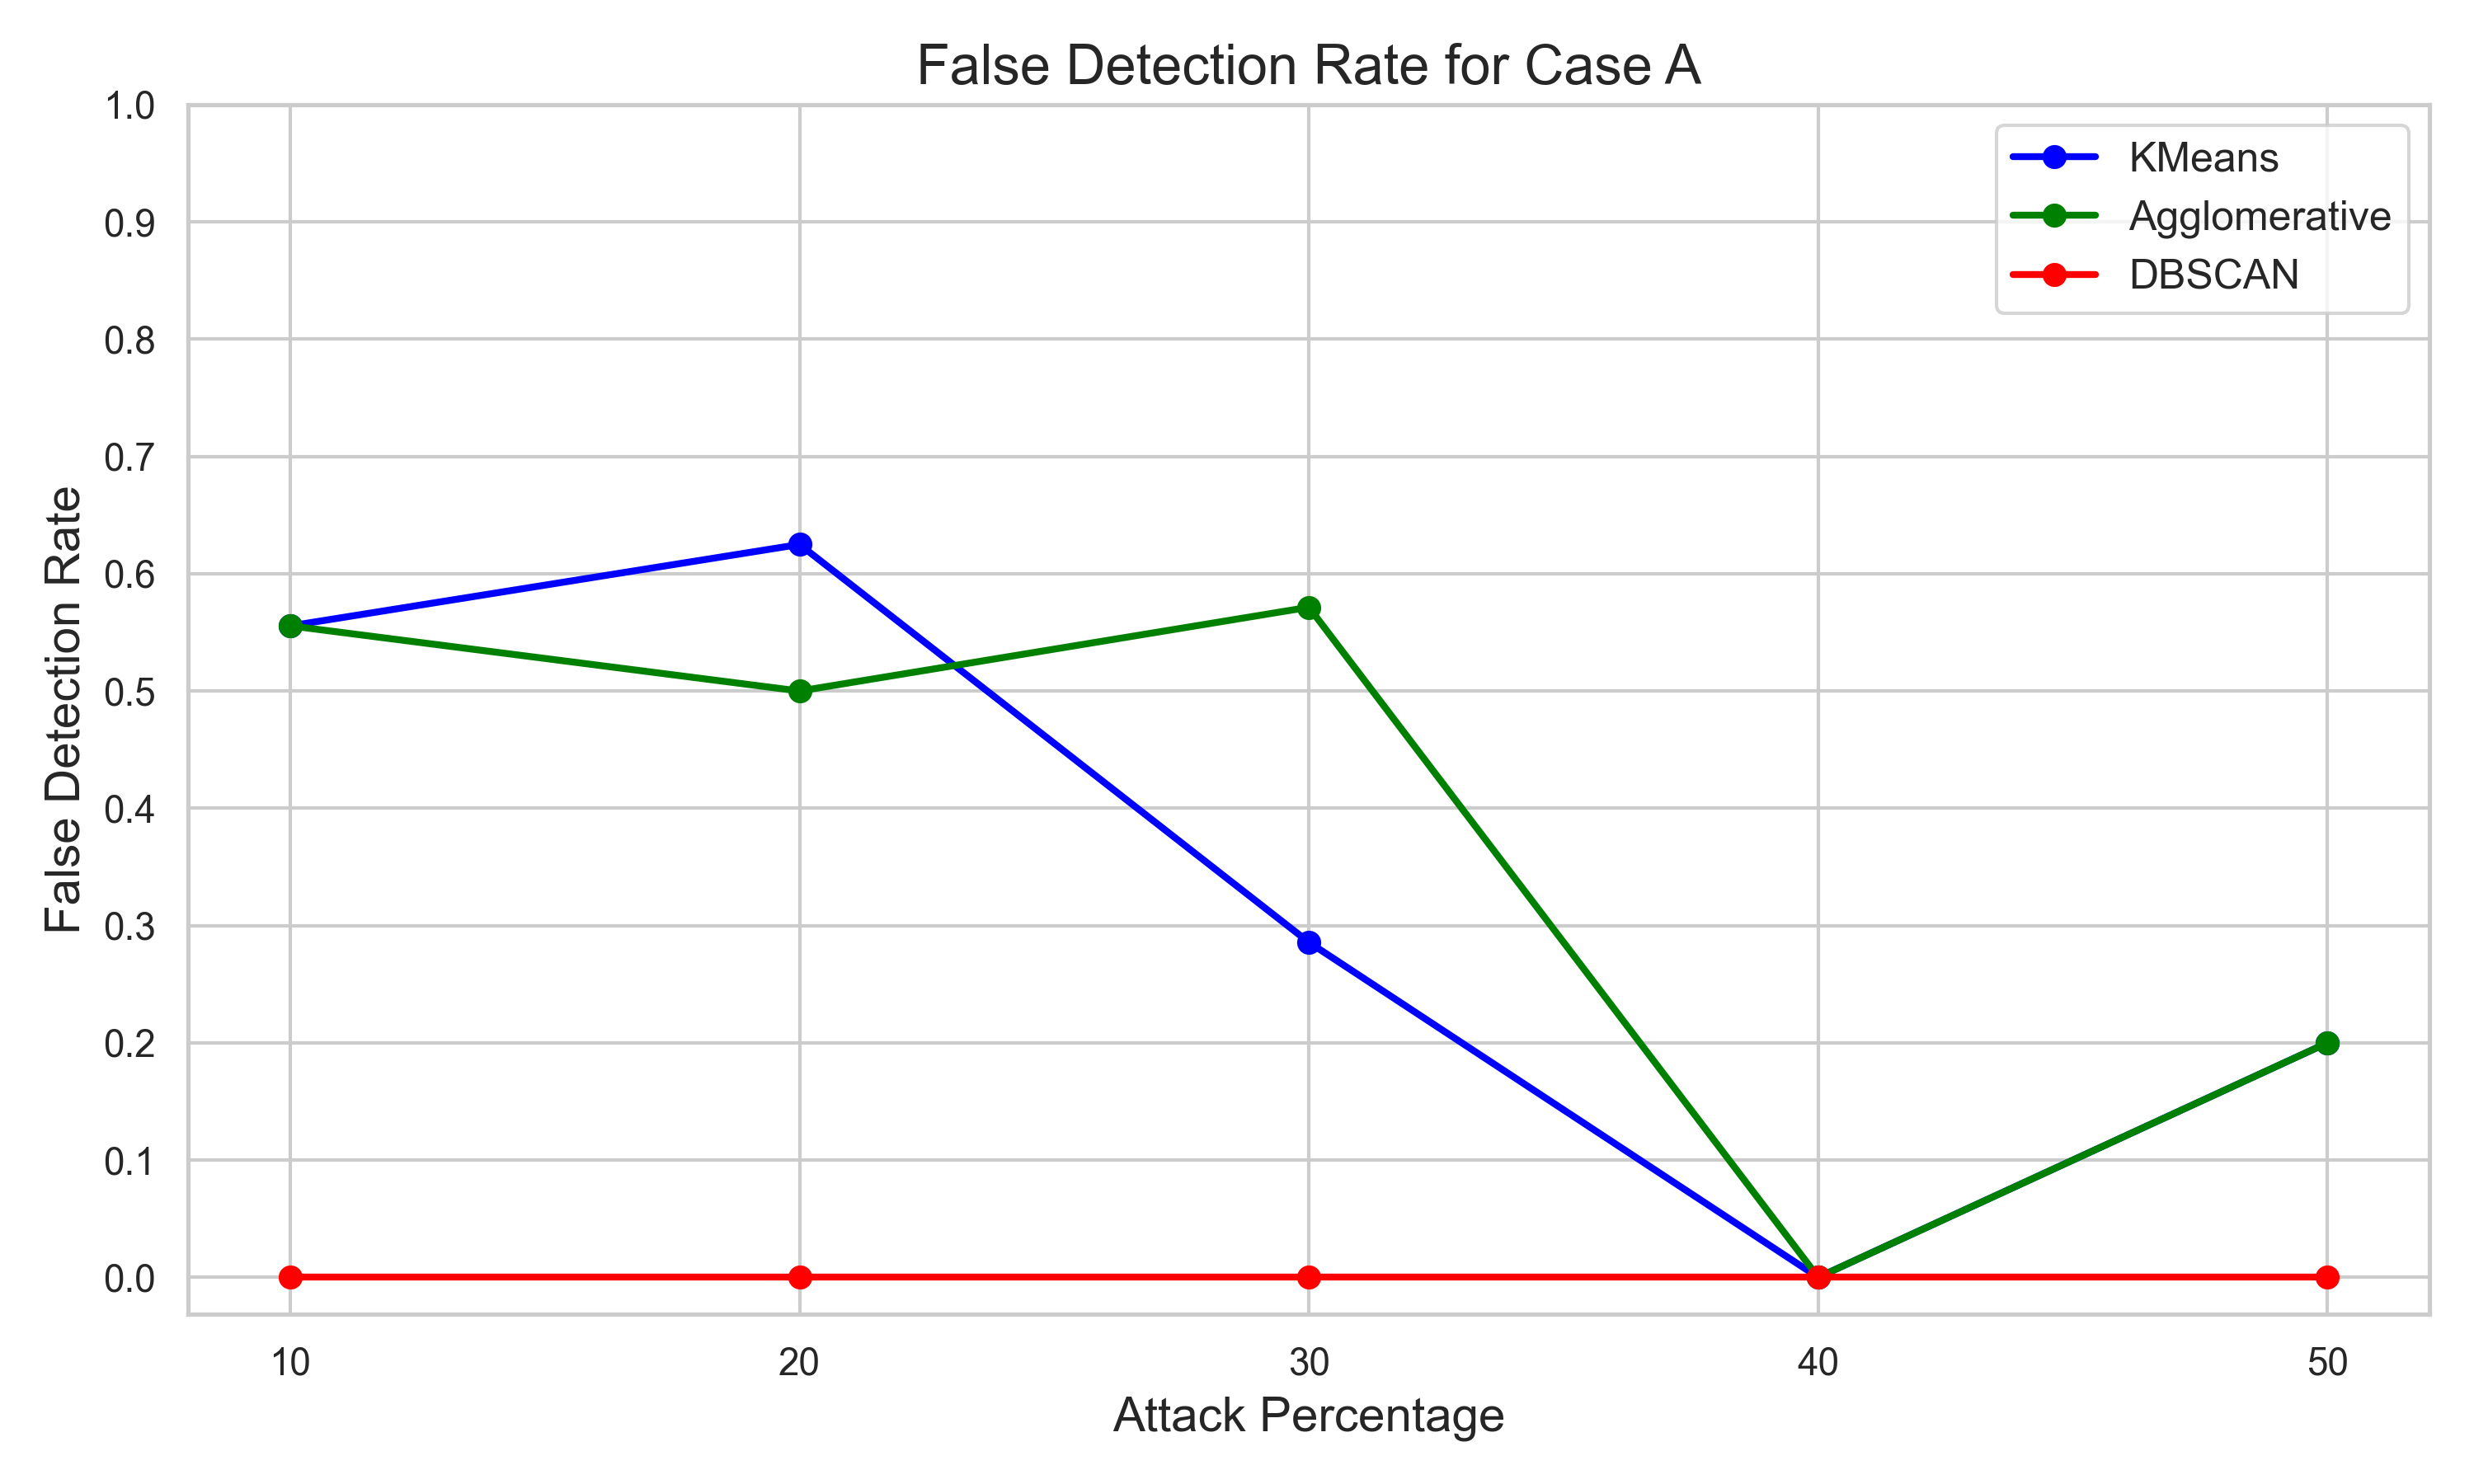 False Detection Rate for Case A
1.0
0.9
0.8
0.7
0.6
0.5
0.4
0.3
0.2
0.1
0.0
False Detection Rate
KMeans
Agglomerative
DBSCAN
10 20 30 40 50
Attack Percentage